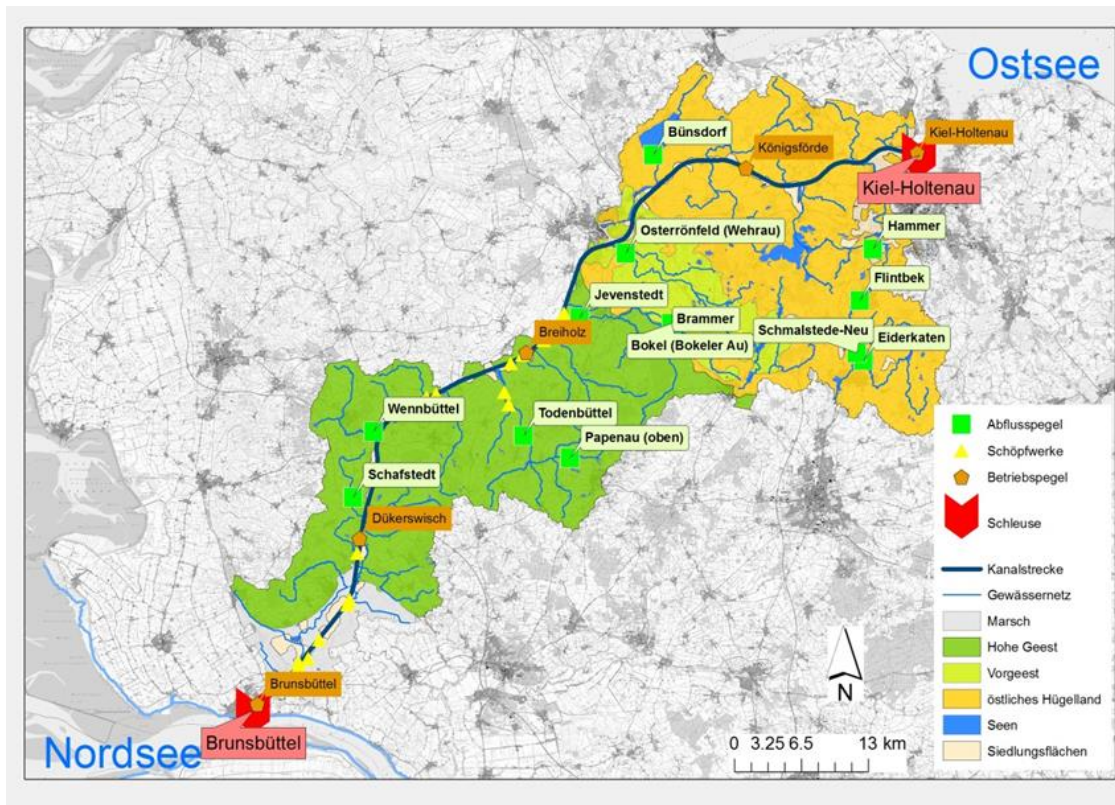 Ostsee
Bünsdorf
Kiel-Holtenau
Königsförde
Kiel-Holtenau
Osterrönfeld (Wehrau)
Hammer
Flintbek
Jevenstedt
Brammer
Breiholz
Schmalstede-Neu
Bokel (Bokeler Au)
Eiderkaten
Wennbüttel
Todenbüttel
Papenau (oben)
Schafstedt
Dükerswisch
Brunsbüttel
Brunsbüttel
Nordsee
Abflusspegel
Schöpfwerke
Betriebspegel
Schleuse
Kanalstrecke
Gewässernetz
Marsch
Hohe Geest
Vorgeest
östliches Hügelland
Seen
Siedlungsflächen
N
0 3.25 6.5 13 km